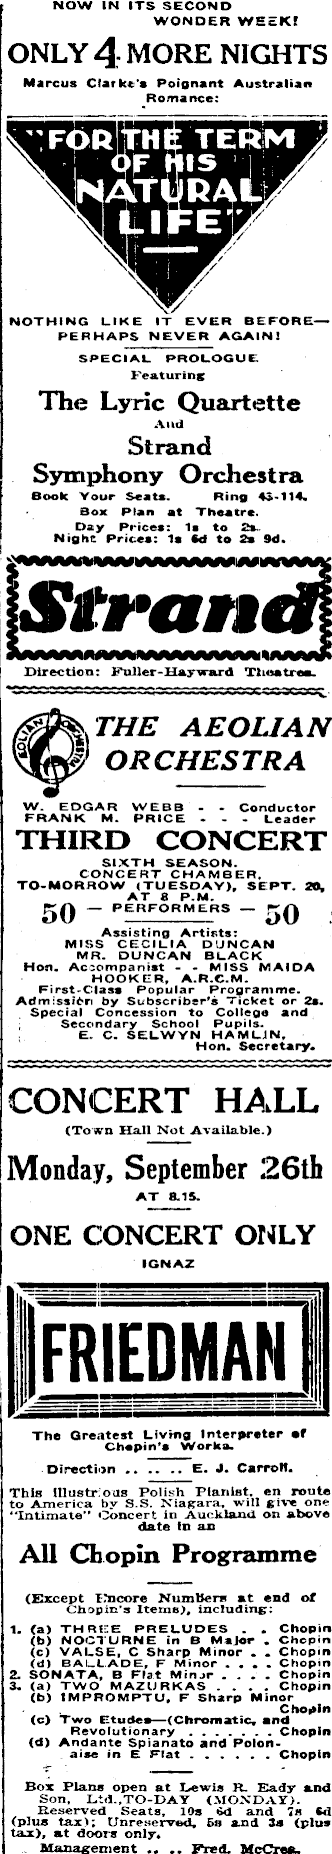 NOW IN ITS SECOND
WONDER WEEK!
ONLY 4 MORE NIGHTS
Marcus Clarke's Poignant Australian
Romance:
"FOR THE TERM
OF HIS
NATURAL
LIFE"
NOTHING LIKE IT EVER BEFORE—
PERHAPS NEVER AGAIN!
SPECIAL PROLOGUE
Featuring
The Lyric Quartette
And
Strand
Symphony Orchestra
Book Your Seats. Ring 43-114.
Box Plan at Theatre.
Day Prices: 1s to 2s.
Night Prices: 1s 6d to 2s 9d.
Strand
Direction: Fuller-Hayward Theatres.
AEOLIAN ORCHESTRA
THE AEOLIAN
ORCHESTRA
W. EDGAR WEBB - - Conductor
FRANK M. PRICE - - - Leader
THIRD CONCERT
SIXTH SEASON.
CONCERT CHAMBER,
TO-MORROW (TUESDAY), SEPT. 20,
AT 8 P.M.
50 — PERFORMERS — 50
Assisting Artists:
MISS CECILIA DUNCAN
MR. DUNCAN BLACK
Hon. Accompanist - - MISS MAIDA
HOOKER, A.R.C.M.
First-Class Popular Programme.
Admission by Subscriber's Ticket or 2s.
Special Concession to College and
Secondary School Pupils.
E. C. SELWYN HAMLIN,
Hon. Secretary.
CONCERT HALL
(Town Hall Not Available.)
Monday, September 26th
AT 8.15.
ONE CONCERT ONLY
IGNAZ
FRIEDMAN
The Greatest Living Interpreter of
Chopin's Works.
Direction .. .. .. E. J. Carroll.
This Illustrious Polish Pianist, en route
to America by S.S. Niagara, will give one
"Intimate" Concert in Auckland on above
date in an
All Chopin Programme
(Except Encore Numbers at end of
Chopin's Items), including:
1. (a) THREE PRELUDES . . Chopin
(b) NOCTURNE in B Major . Chopin
(c) VALSE, C Sharp Minor . . Chopin
(d) BALLADE, F Minor . . . . Chopin
2. SONATA, B Flat Minor . . . . Chopin
3. (a) TWO MAZURKAS . . . . Chopin
(b) IMPROMPTU, F Sharp Minor
Chopin
(c) Two Etudes—(Chromatic, and
Revolutionary . . . . . . . Chopin
(d) Andante Spianato and Polon-
aise in E Flat . . . . . . Chopin
Box Plans open at Lewis R. Eady and
Son, Ltd., TO-DAY (MONDAY).
Reserved Seats, 10s 6d and 7s 6d
(plus tax); Unreserved, 5s and 3s (plus
tax), at doors only.
Management .. .. Fred. McCrea.